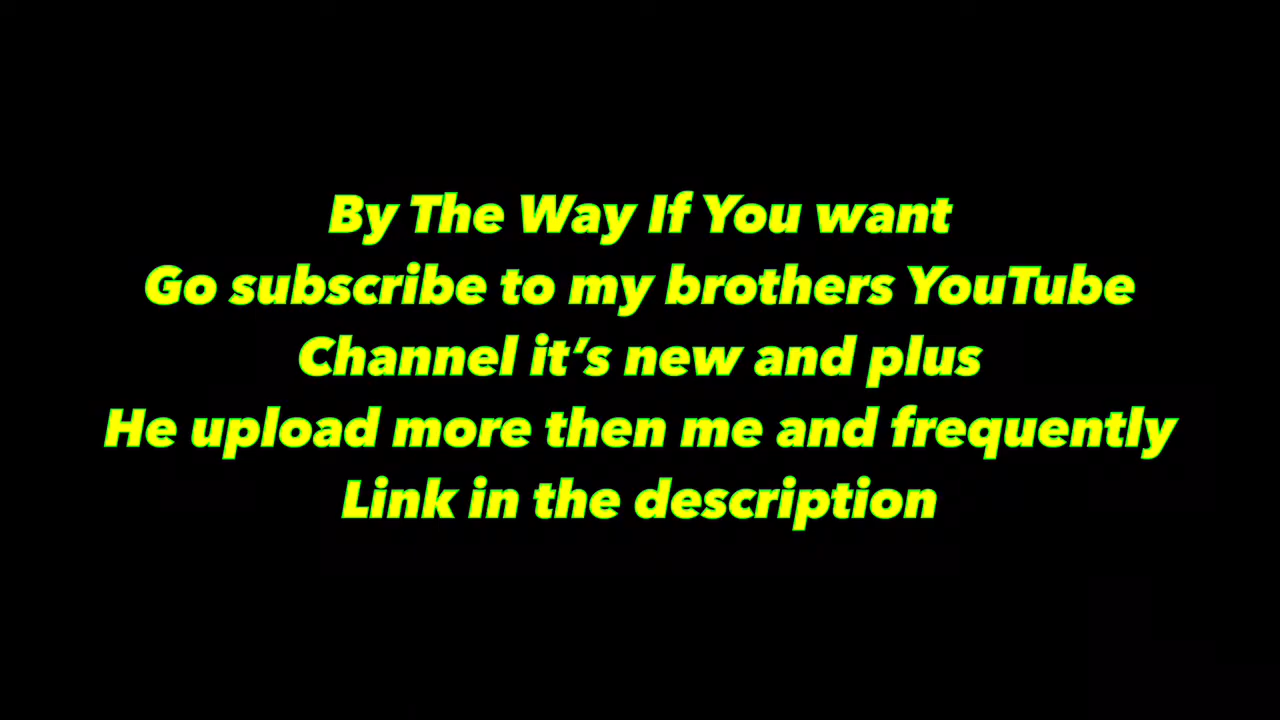 By The Way If You want
Go subscribe to my brothers YouTube
Channel it’s new and plus
He upload more then me and frequently
Link in the description